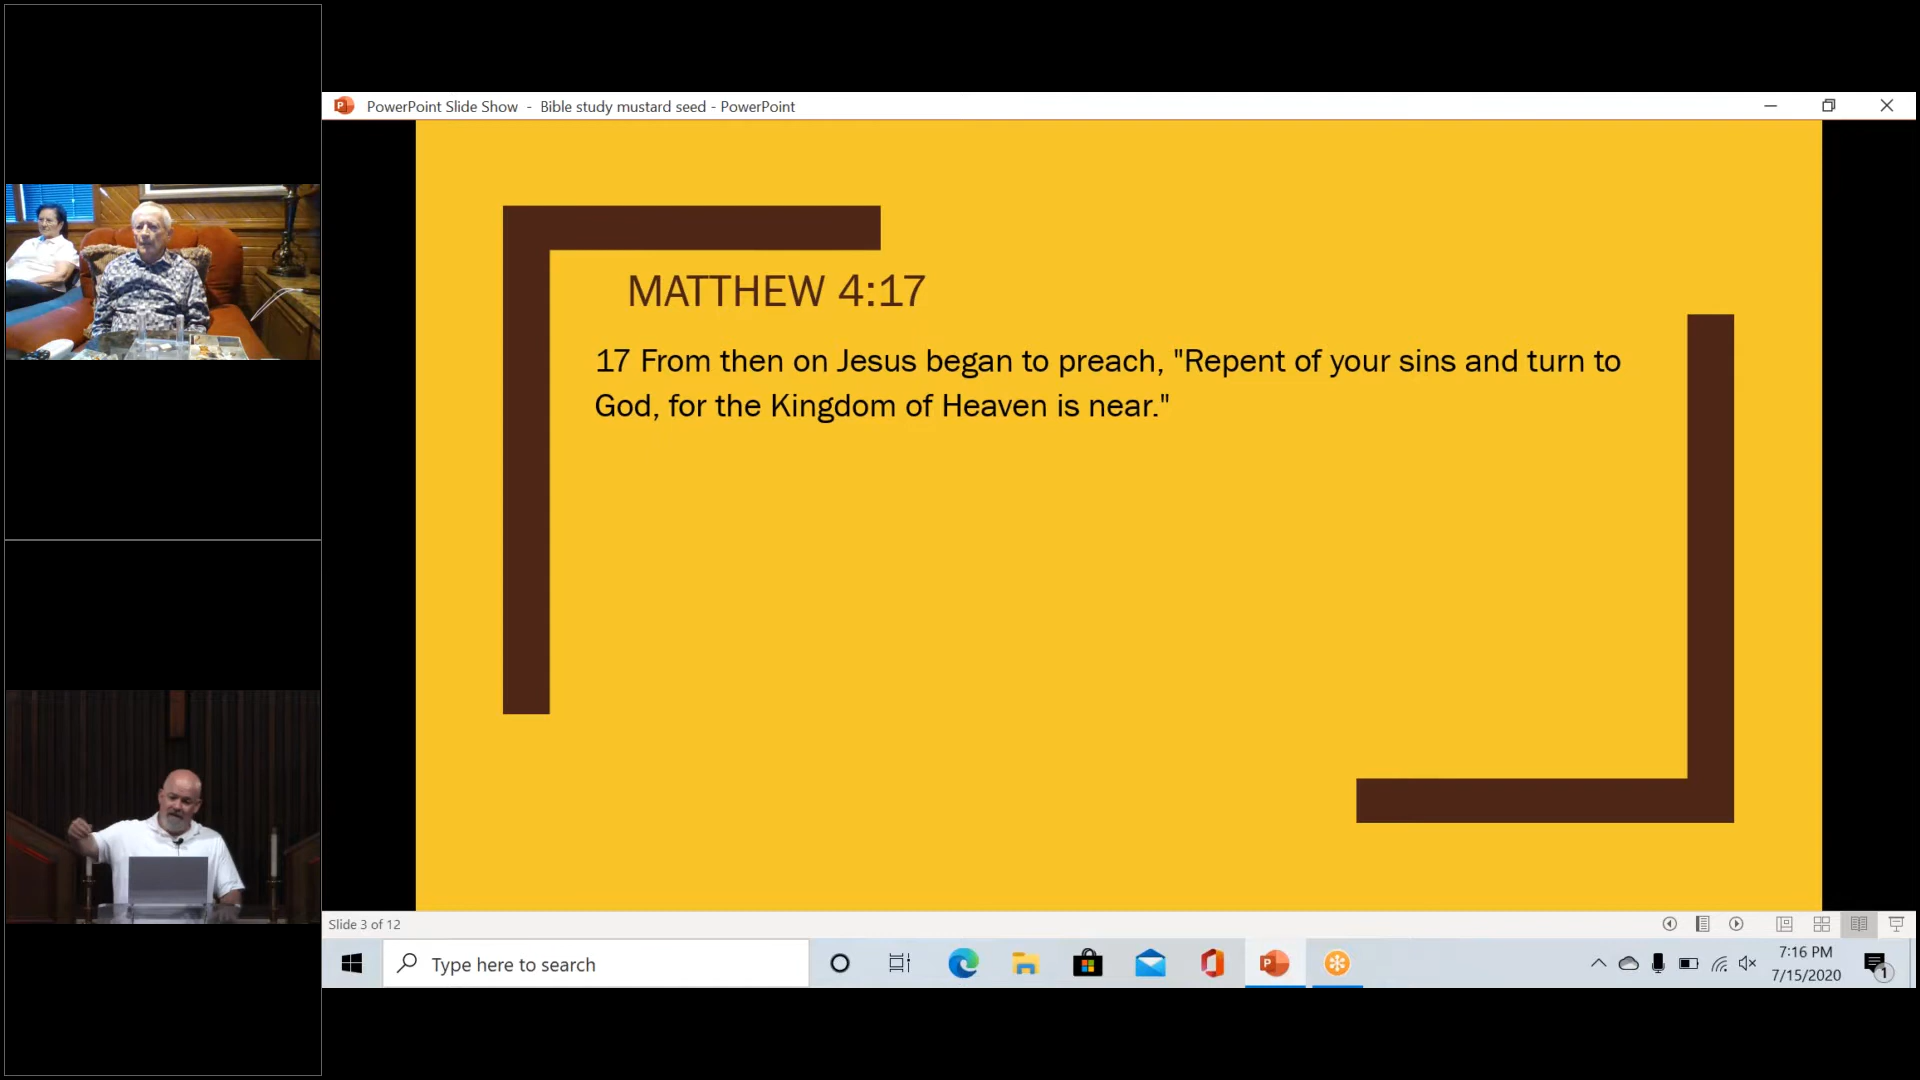 PowerPoint Slide Show - Bible study mustard seed - PowerPoint
MATTHEW 4:17
17 From then on Jesus began to preach, "Repent of your sins and turn to
God, for the Kingdom of Heaven is near."
Slide 3 of 12
Type here to search
7:16 PM
7/15/2020
1